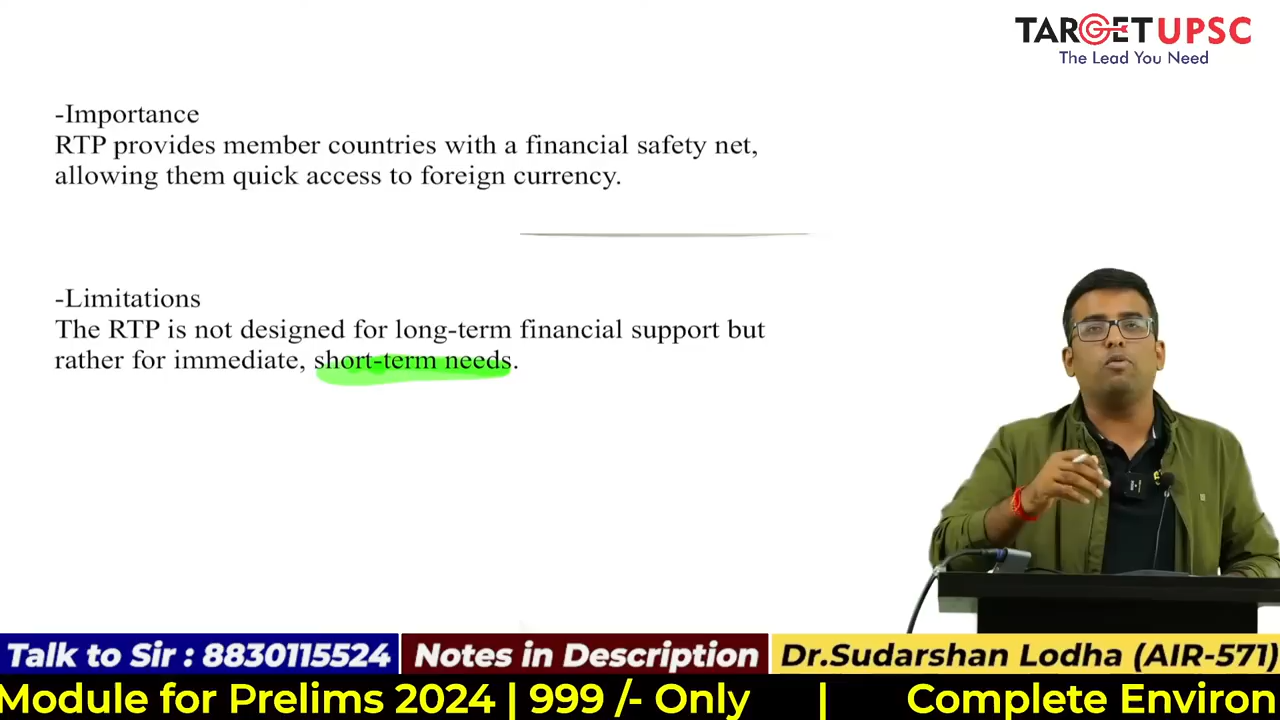 TARGET UPSC
The Lead You Need
-Importance
RTP provides member countries with a financial safety net,
allowing them quick access to foreign currency.
-Limitations
The RTP is not designed for long-term financial support but
rather for immediate, short-term needs.
Talk to Sir : 8830115524
Notes in Description
Dr.Sudarshan Lodha (AIR-571)
Module for Prelims 2024 | 999 /- Only | Complete Environ